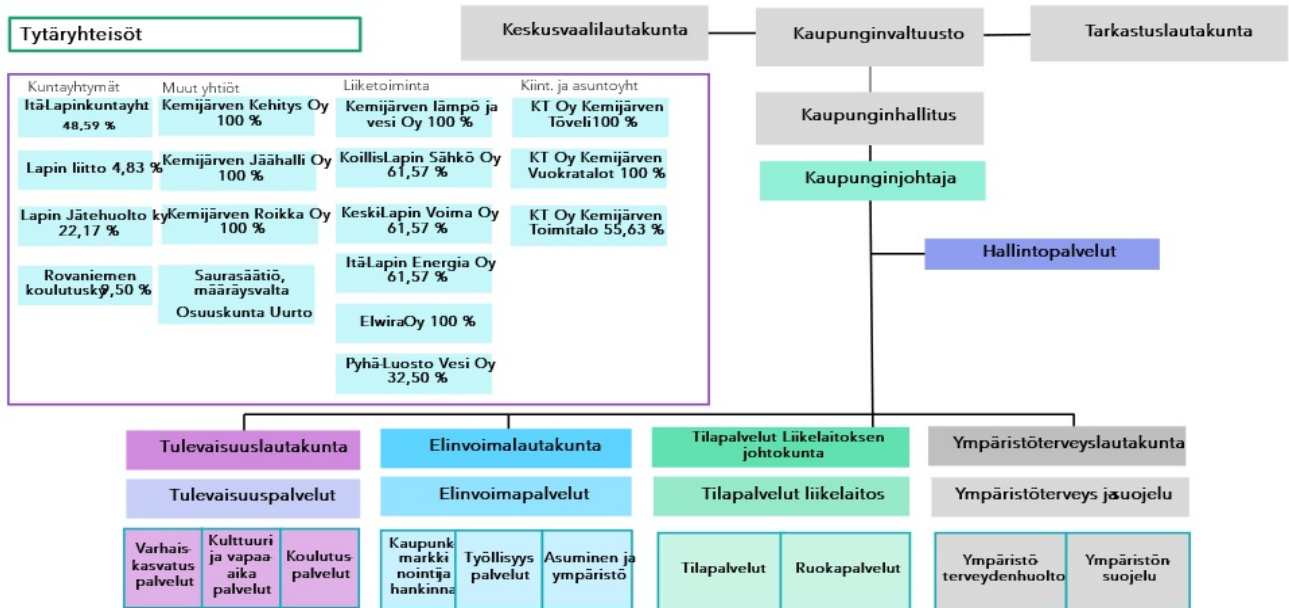 Tytäryhteisöt
Keskusvaalilautakunta
Kaupunginvaltuusto
Tarkastuslautakunta
Kaupunginhallitus
Kaupunginjohtaja
Hallintopalvelut
Kuntayhtymät
Itä-Lapinkuntayht
48,59 %
Lapin liitto 4,83 %
Lapin Jätehuolto ky
22,17 %
Rovaniemen
koulutusky 9,50 %
Muut yhtiöt
Kemijärven Kehitys Oy
100 %
Kemijärven Jäähalli Oy
100 %
Kemijärven Roikka Oy
100 %
Saurasäätiö,
määräysvalta
Osuuskunta Uurto
Liiketoiminta
Kemijärven lämpö ja
vesi Oy 100 %
KoillisLapin Sähkö Oy
61,57 %
KeskiLapin Voima Oy
61,57 %
Itä-Lapin Energia Oy
61,57 %
ElwiraOy 100 %
Pyhä-Luosto Vesi Oy
32,50 %
Kiint. ja asuntoyht
KT Oy Kemijärven
Töveli100 %
KT Oy Kemijärven
Vuokratalot 100 %
KT Oy Kemijärven
Toimitalo 55,63 %
Tulevaisuuslautakunta
Tulevaisuuspalvelut
Varhais-
kasvatus
palvelut
Kulttuuri
ja vapaa-
aika
palvelut
Koulutus-
palvelut
Elinvoimalautakunta
Elinvoimapalvelut
Kaupunk
markki
nointija
hankinna
Työllisyys
palvelut
Asuminen ja
ympäristö
Tilapalvelut Liikelaitoksen
johtokunta
Tilapalvelut liikelaitos
Tilapalvelut
Ruokapalvelut
Ympäristöterveyslautakunta
Ympäristöterveys ja suojelu
Ympäristö
terveydenhuolto
Ympäristön
suojelu